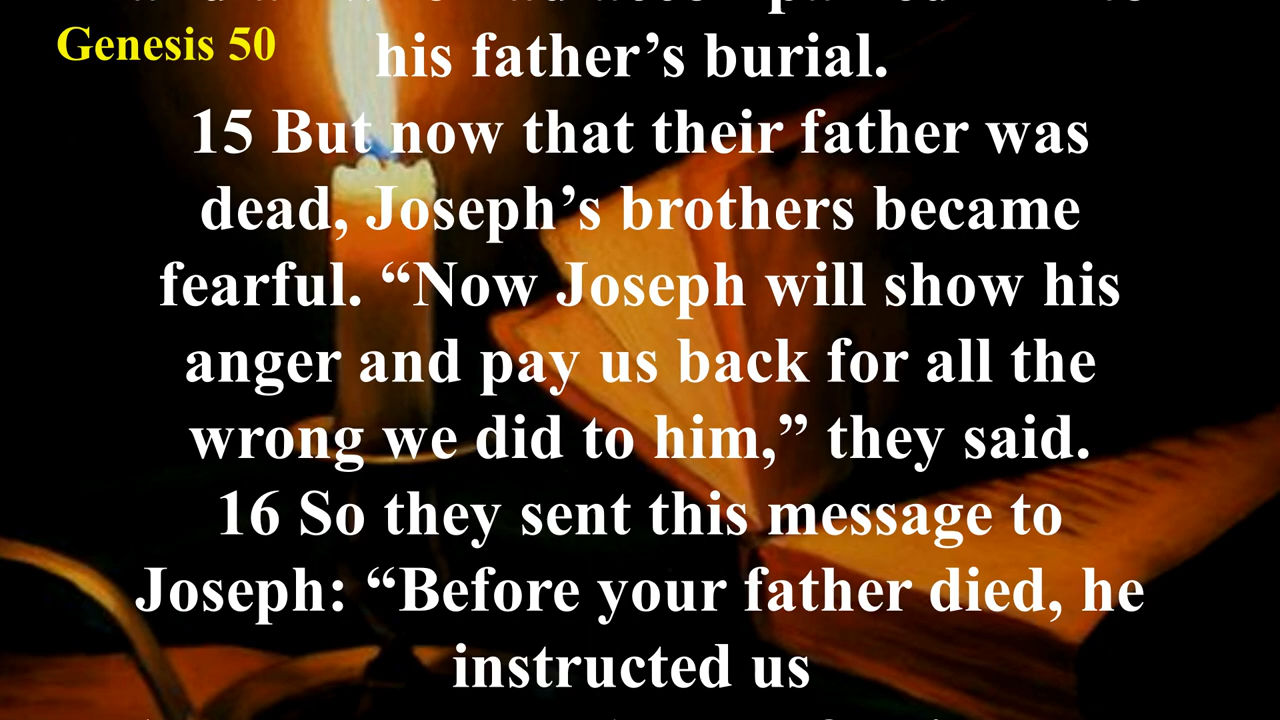 Genesis 50
his father’s burial.
15 But now that their father was
dead, Joseph’s brothers became
fearful. “Now Joseph will show his
anger and pay us back for all the
wrong we did to him,” they said.
16 So they sent this message to
Joseph: “Before your father died, he
instructed us